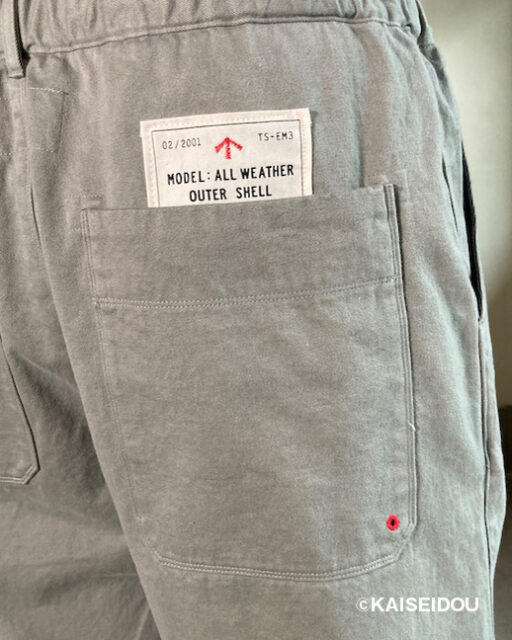 02/2001 TS-EM3
MODEL: ALL WEATHER
OUTER SHELL
©KAISEIDOU